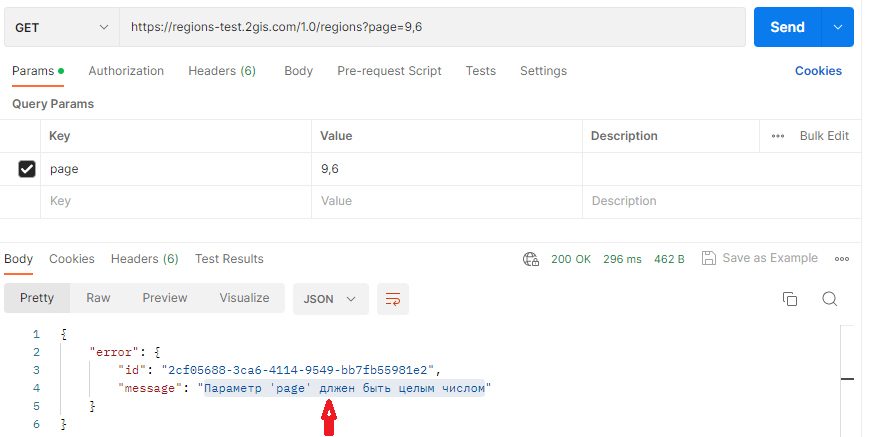 GET https://regions-test.2gis.com/1.0/regions?page=9,6 Send
Params Authorization Headers (6) Body Pre-request Script Tests Settings Cookies
Query Params
Key Value Description ••• Bulk Edit
page 9,6
Key Value Description
Body Cookies Headers (6) Test Results 200 OK 296 ms 462 B Save as Example •••
Pretty Raw Preview Visualize JSON
1 {
2 "error": {
3 "id": "2cf05688-3ca6-4114-9549-bb7fb55981e2",
4 "message": "Параметр 'page' длжен быть целым числом"
5 }
6 }